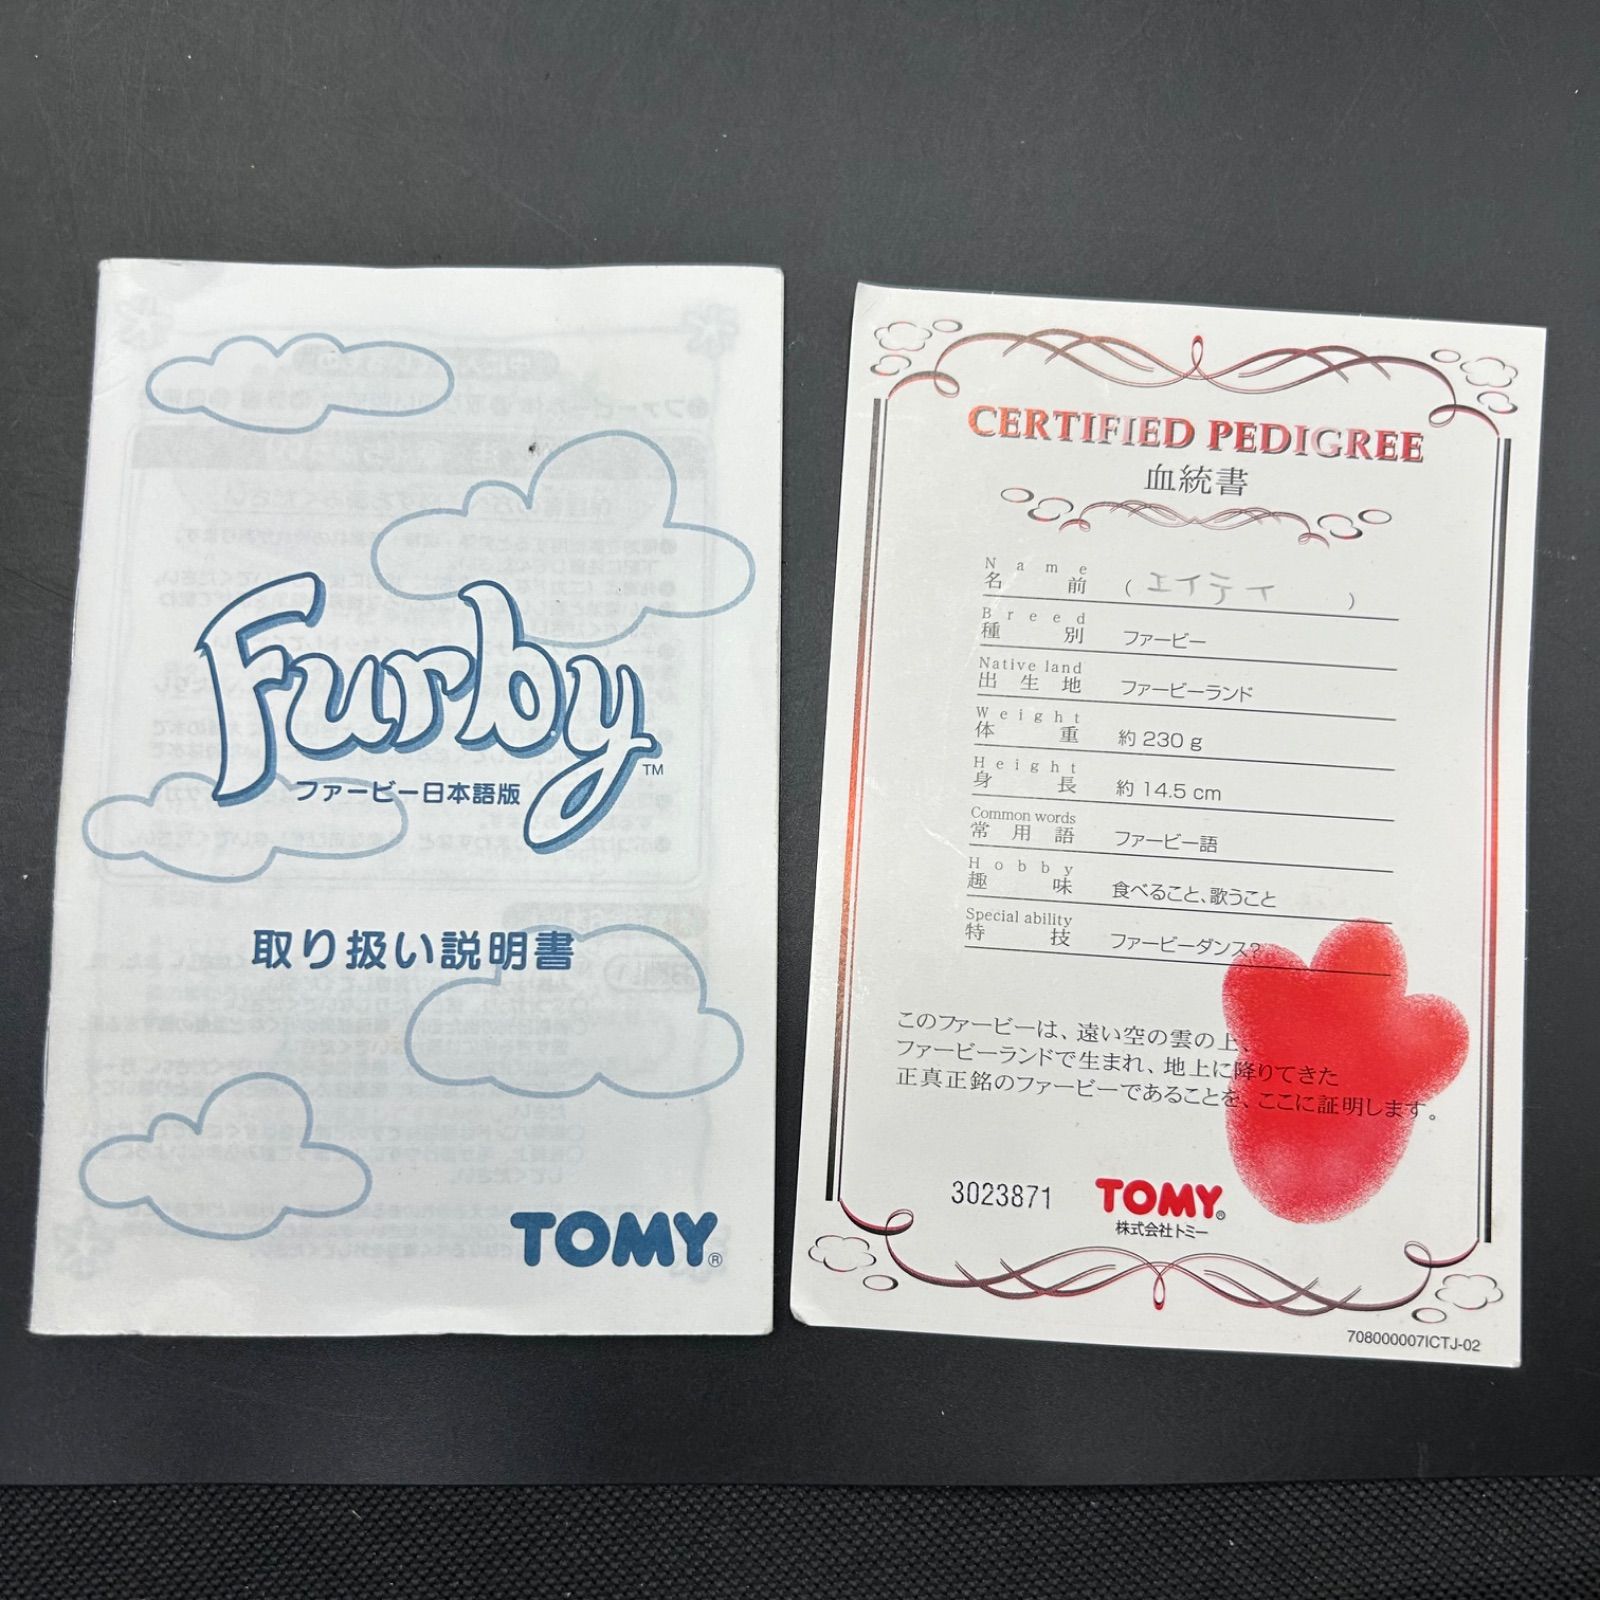 Furby™
ファービー日本語版
取り扱い説明書
TOMY®
CERTIFIED PEDIGREE
血統書
Name
名前 (エイティ)
Breed
種別 ファービー
Native land
出生地 ファービーランド
Weight
体重 約230g
Height
身長 約14.5cm
Common words
常用語 ファービー語
Hobby
趣味 食べること、歌うこと
Special ability
特技 ファービーダンス?
このファービーは、遠い空の雲の上、
ファービーランドで生まれ、地上に降りてきた
正真正銘のファービーであることを、ここに証明します。
3023871
TOMY®
株式会社トミー
708000007ICTJ-02